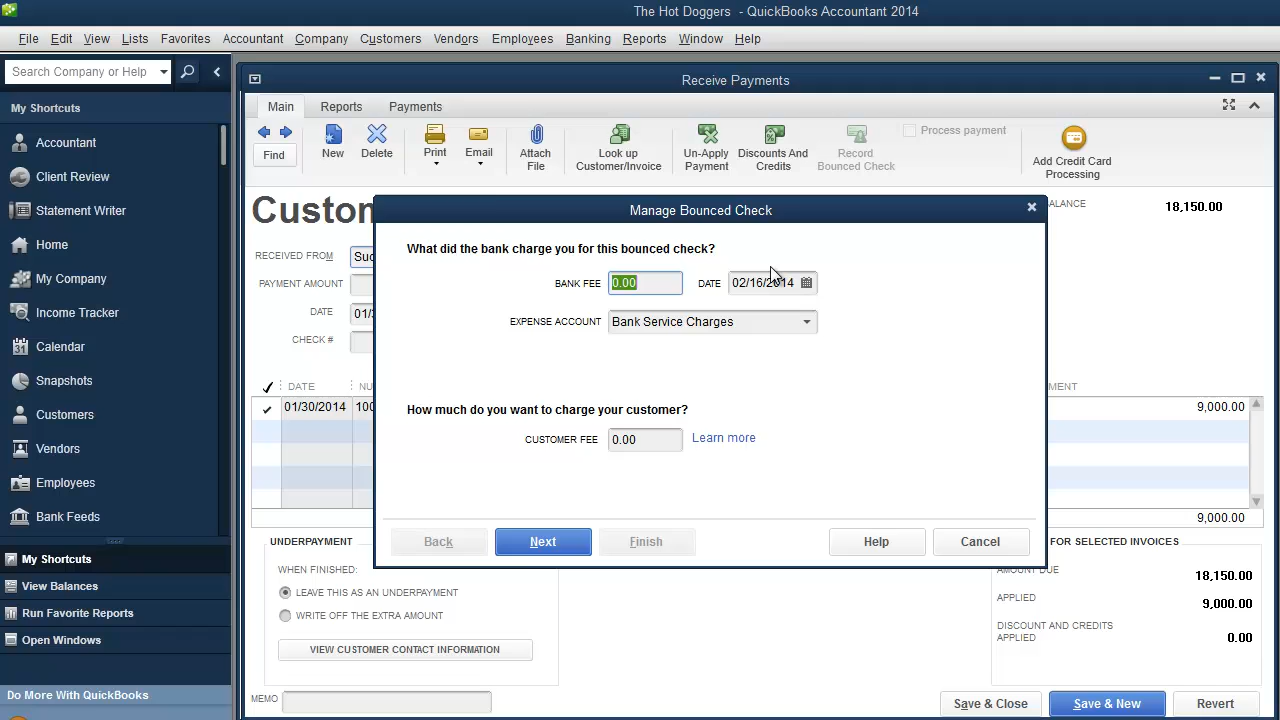 The Hot Doggers - QuickBooks Accountant 2014
File Edit View Lists Favorites Accountant Company Customers Vendors Employees Banking Reports Window Help
Search Company or Help
My Shortcuts
Accountant
Client Review
Statement Writer
Home
My Company
Income Tracker
Calendar
Snapshots
Customers
Vendors
Employees
Bank Feeds
My Shortcuts
View Balances
Run Favorite Reports
Open Windows
Do More With QuickBooks
Receive Payments
Main Reports Payments
Find
New
Delete
Print
Email
Attach
File
Look up
Customer/Invoice
Un-Apply
Payment
Discounts And
Credits
Record
Bounced Check
Process payment
Add Credit Card
Processing
Custon
ALANCE 18,150.00
RECEIVED FROM Suc
PAYMENT AMOUNT
DATE 01/
CHECK #
DATE NU MENT
01/30/2014 100 9,000.00
9,000.00
Manage Bounced Check
What did the bank charge you for this bounced check?
BANK FEE 0.00 DATE 02/16/2014
EXPENSE ACCOUNT Bank Service Charges
How much do you want to charge your customer?
CUSTOMER FEE 0.00 Learn more
Back Next Finish Help Cancel
UNDERPAYMENT
WHEN FINISHED:
LEAVE THIS AS AN UNDERPAYMENT
WRITE OFF THE EXTRA AMOUNT
VIEW CUSTOMER CONTACT INFORMATION
FOR SELECTED INVOICES
AMOUNT DUE 18,150.00
APPLIED 9,000.00
DISCOUNT AND CREDITS
APPLIED 0.00
MEMO
Save & Close Save & New Revert